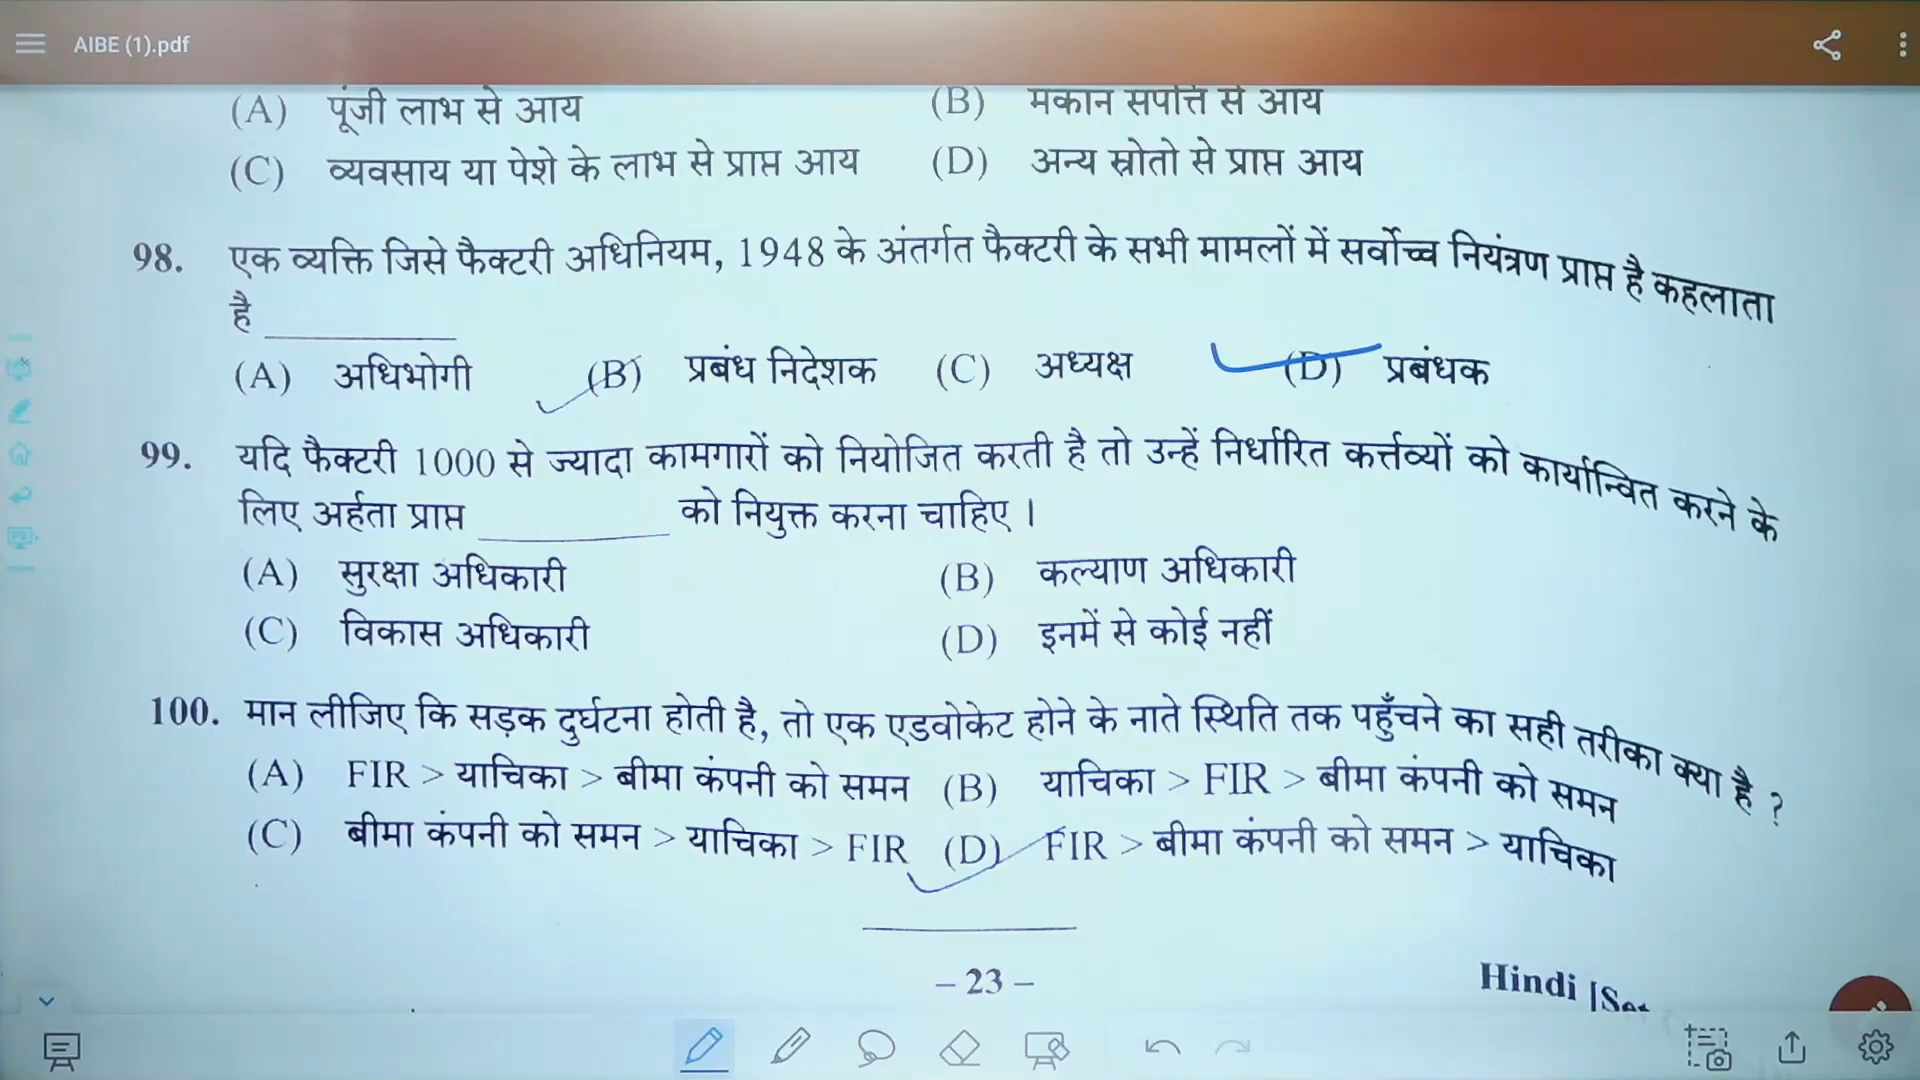 AIBE (1).pdf
(A) पूंजी लाभ से आय (B) मकान संपत्ति से आय
(C) व्यवसाय या पेशे के लाभ से प्राप्त आय (D) अन्य स्रोतो से प्राप्त आय
98. एक व्यक्ति जिसे फैक्टरी अधिनियम, 1948 के अंतर्गत फैक्टरी के सभी मामलों में सर्वोच्च नियंत्रण प्राप्त है कहलाता
है __________
(A) अधिभोगी (B) प्रबंध निदेशक (C) अध्यक्ष (D) प्रबंधक
99. यदि फैक्टरी 1000 से ज्यादा कामगारों को नियोजित करती है तो उन्हें निर्धारित कर्त्तव्यों को कार्यान्वित करने के
लिए अर्हता प्राप्त __________ को नियुक्त करना चाहिए ।
(A) सुरक्षा अधिकारी (B) कल्याण अधिकारी
(C) विकास अधिकारी (D) इनमें से कोई नहीं
100. मान लीजिए कि सड़क दुर्घटना होती है, तो एक एडवोकेट होने के नाते स्थिति तक पहुँचने का सही तरीका क्या है ?
(A) FIR > याचिका > बीमा कंपनी को समन (B) याचिका > FIR > बीमा कंपनी को समन
(C) बीमा कंपनी को समन > याचिका > FIR (D) FIR > बीमा कंपनी को समन > याचिका
– 23 –
Hindi